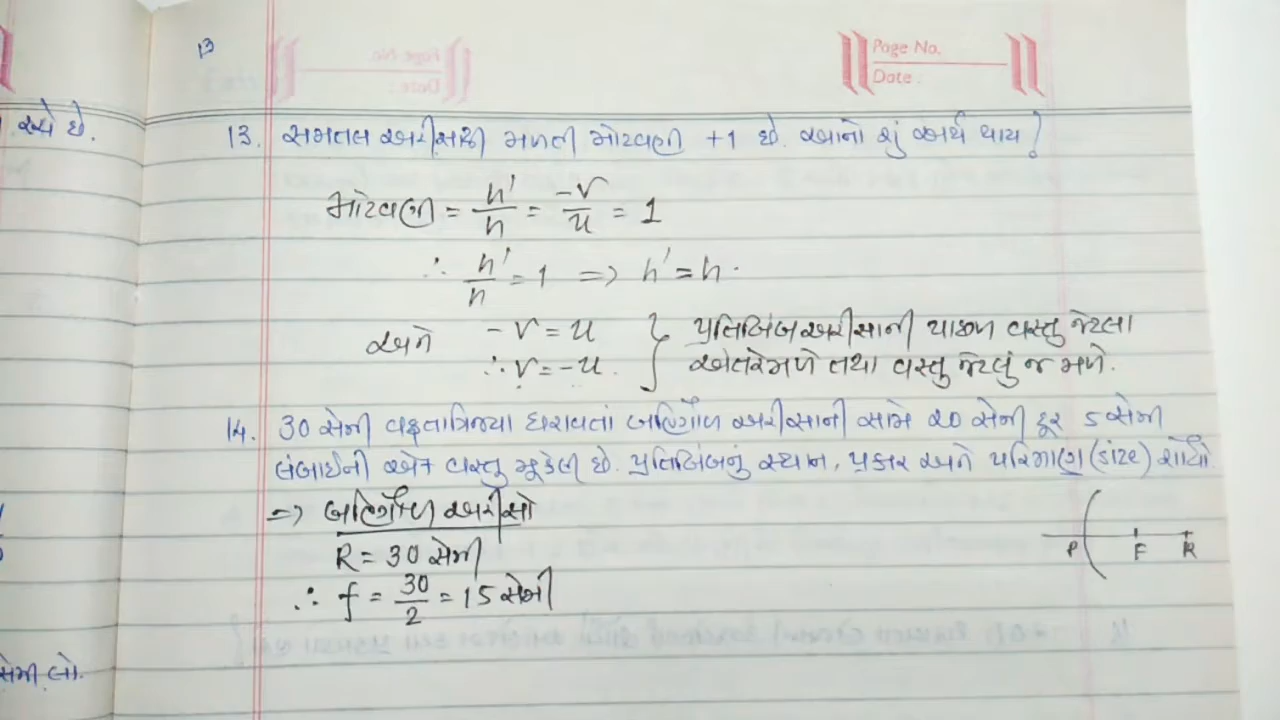 રચે છે.
13
Page No.
Date :
13. સમતલ અરીસાથી મળતી મોટવણી +1 છે. આનો શું અર્થ થાય?
મોટવણી = h'/h = -v/u = 1
∴ h'/h = 1 => h' = h.
અને -v = u } પ્રતિબિંબ અરીસાની પાછળ વસ્તુ જેટલા
∴ v = -u. અંતરે મળે તથા વસ્તુ જેટલું જ મળે.
14. 30 સેમી વક્રતાત્રિજ્યા ધરાવતાં બહિર્ગોળ અરીસાની સામે 20 સેમી દૂર 5 સેમી
લંબાઈની એક વસ્તુ મૂકેલી છે. પ્રતિબિંબનું સ્થાન, પ્રકાર અને પરિમાણ (સાઇઝ) શોધો.
=> બહિર્ગોળ અરીસો
R = 30 સેમી
∴ f = 30/2 = 15 સેમી
P F R
સેમી લો.